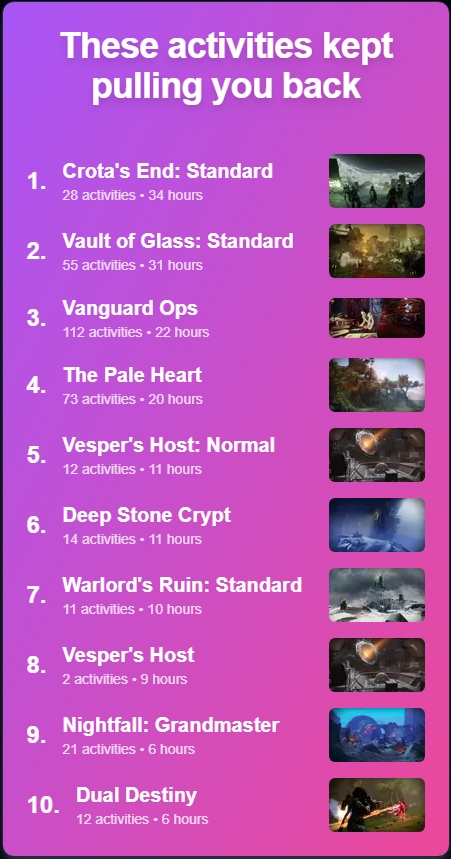 These activities kept
pulling you back
1.
Crota's End: Standard
28 activities • 34 hours
2.
Vault of Glass: Standard
55 activities • 31 hours
3.
Vanguard Ops
112 activities • 22 hours
4.
The Pale Heart
73 activities • 20 hours
5.
Vesper's Host: Normal
12 activities • 11 hours
6.
Deep Stone Crypt
14 activities • 11 hours
7.
Warlord's Ruin: Standard
11 activities • 10 hours
8.
Vesper's Host
2 activities • 9 hours
9.
Nightfall: Grandmaster
21 activities • 6 hours
10.
Dual Destiny
12 activities • 6 hours